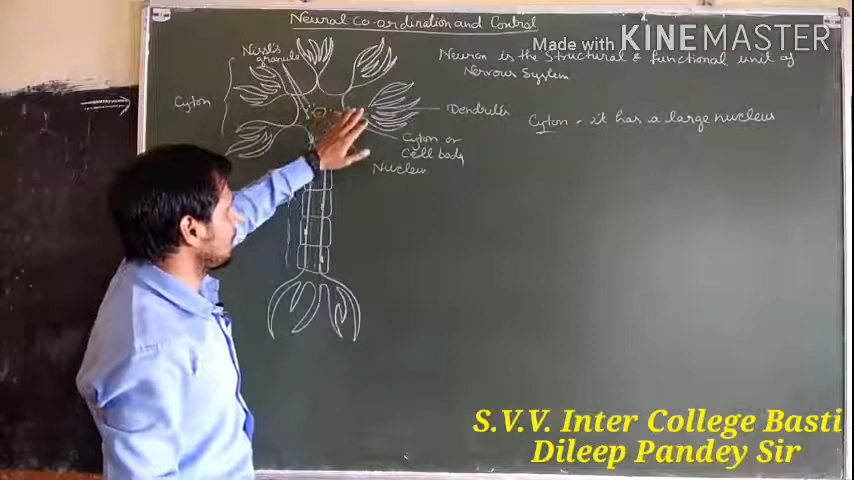 Neural co-ordination and Control
Made with KINEMASTER
Nissl's
granule
Neuron is the structural & functional unit of
Nervous System
Cyton
Dendrites
Cyton - it has a large nucleus
Cyton or
Cell body
Nucleus
S.V.V. Inter College Basti
Dileep Pandey Sir